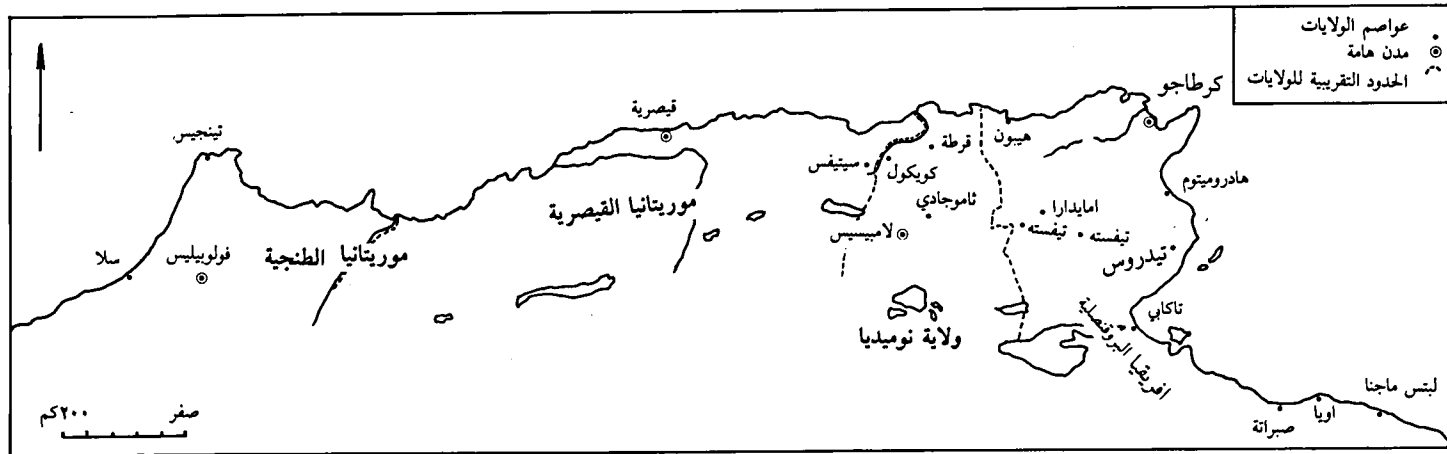 عواصم الولايات
مدن هامة
الحدود التقريبية للولايات
كرطاجو
هيبون
قرطة
كويكول
سيتيفس
قيصرية
تينجيس
هادروميتوم
امايدارا
تيفسته
تيفسته
ثاموجادي
لامبيسيس
موريتانيا القيصرية
موريتانيا الطنجية
فولوبيليس
سلا
تيدروس
تاكابي
افريقيا البروقنصلية
ولاية نوميديا
لبتس ماجنا
اويا
صبراتة
صفر ٢٠٠كم